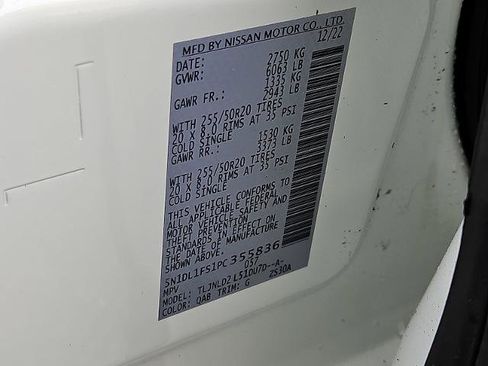 MFD BY NISSAN MOTOR CO., LTD.
DATE: 12/22
GVWR: 2750 KG
6063 LB
GAWR FR.: 1335 KG
2943 LB
WITH 255/50R20 TIRES
20 X 8.0 RIMS AT 35 PSI
COLD SINGLE
GAWR RR.: 1530 KG
3373 LB
WITH 255/50R20 TIRES
20 X 8.0 RIMS AT 35 PSI
COLD SINGLE
THIS VEHICLE CONFORMS TO
ALL APPLICABLE FEDERAL
MOTOR VEHICLE SAFETY AND
THEFT PREVENTION
STANDARDS IN EFFECT ON
THE DATE OF MANUFACTURE
SHOWN ABOVE.
5N1DL1FS1PC355836
MPV 057
MODEL: TLJNLD2L51DU7D--A-
COLOR: QAB TRIM: G ZS30A